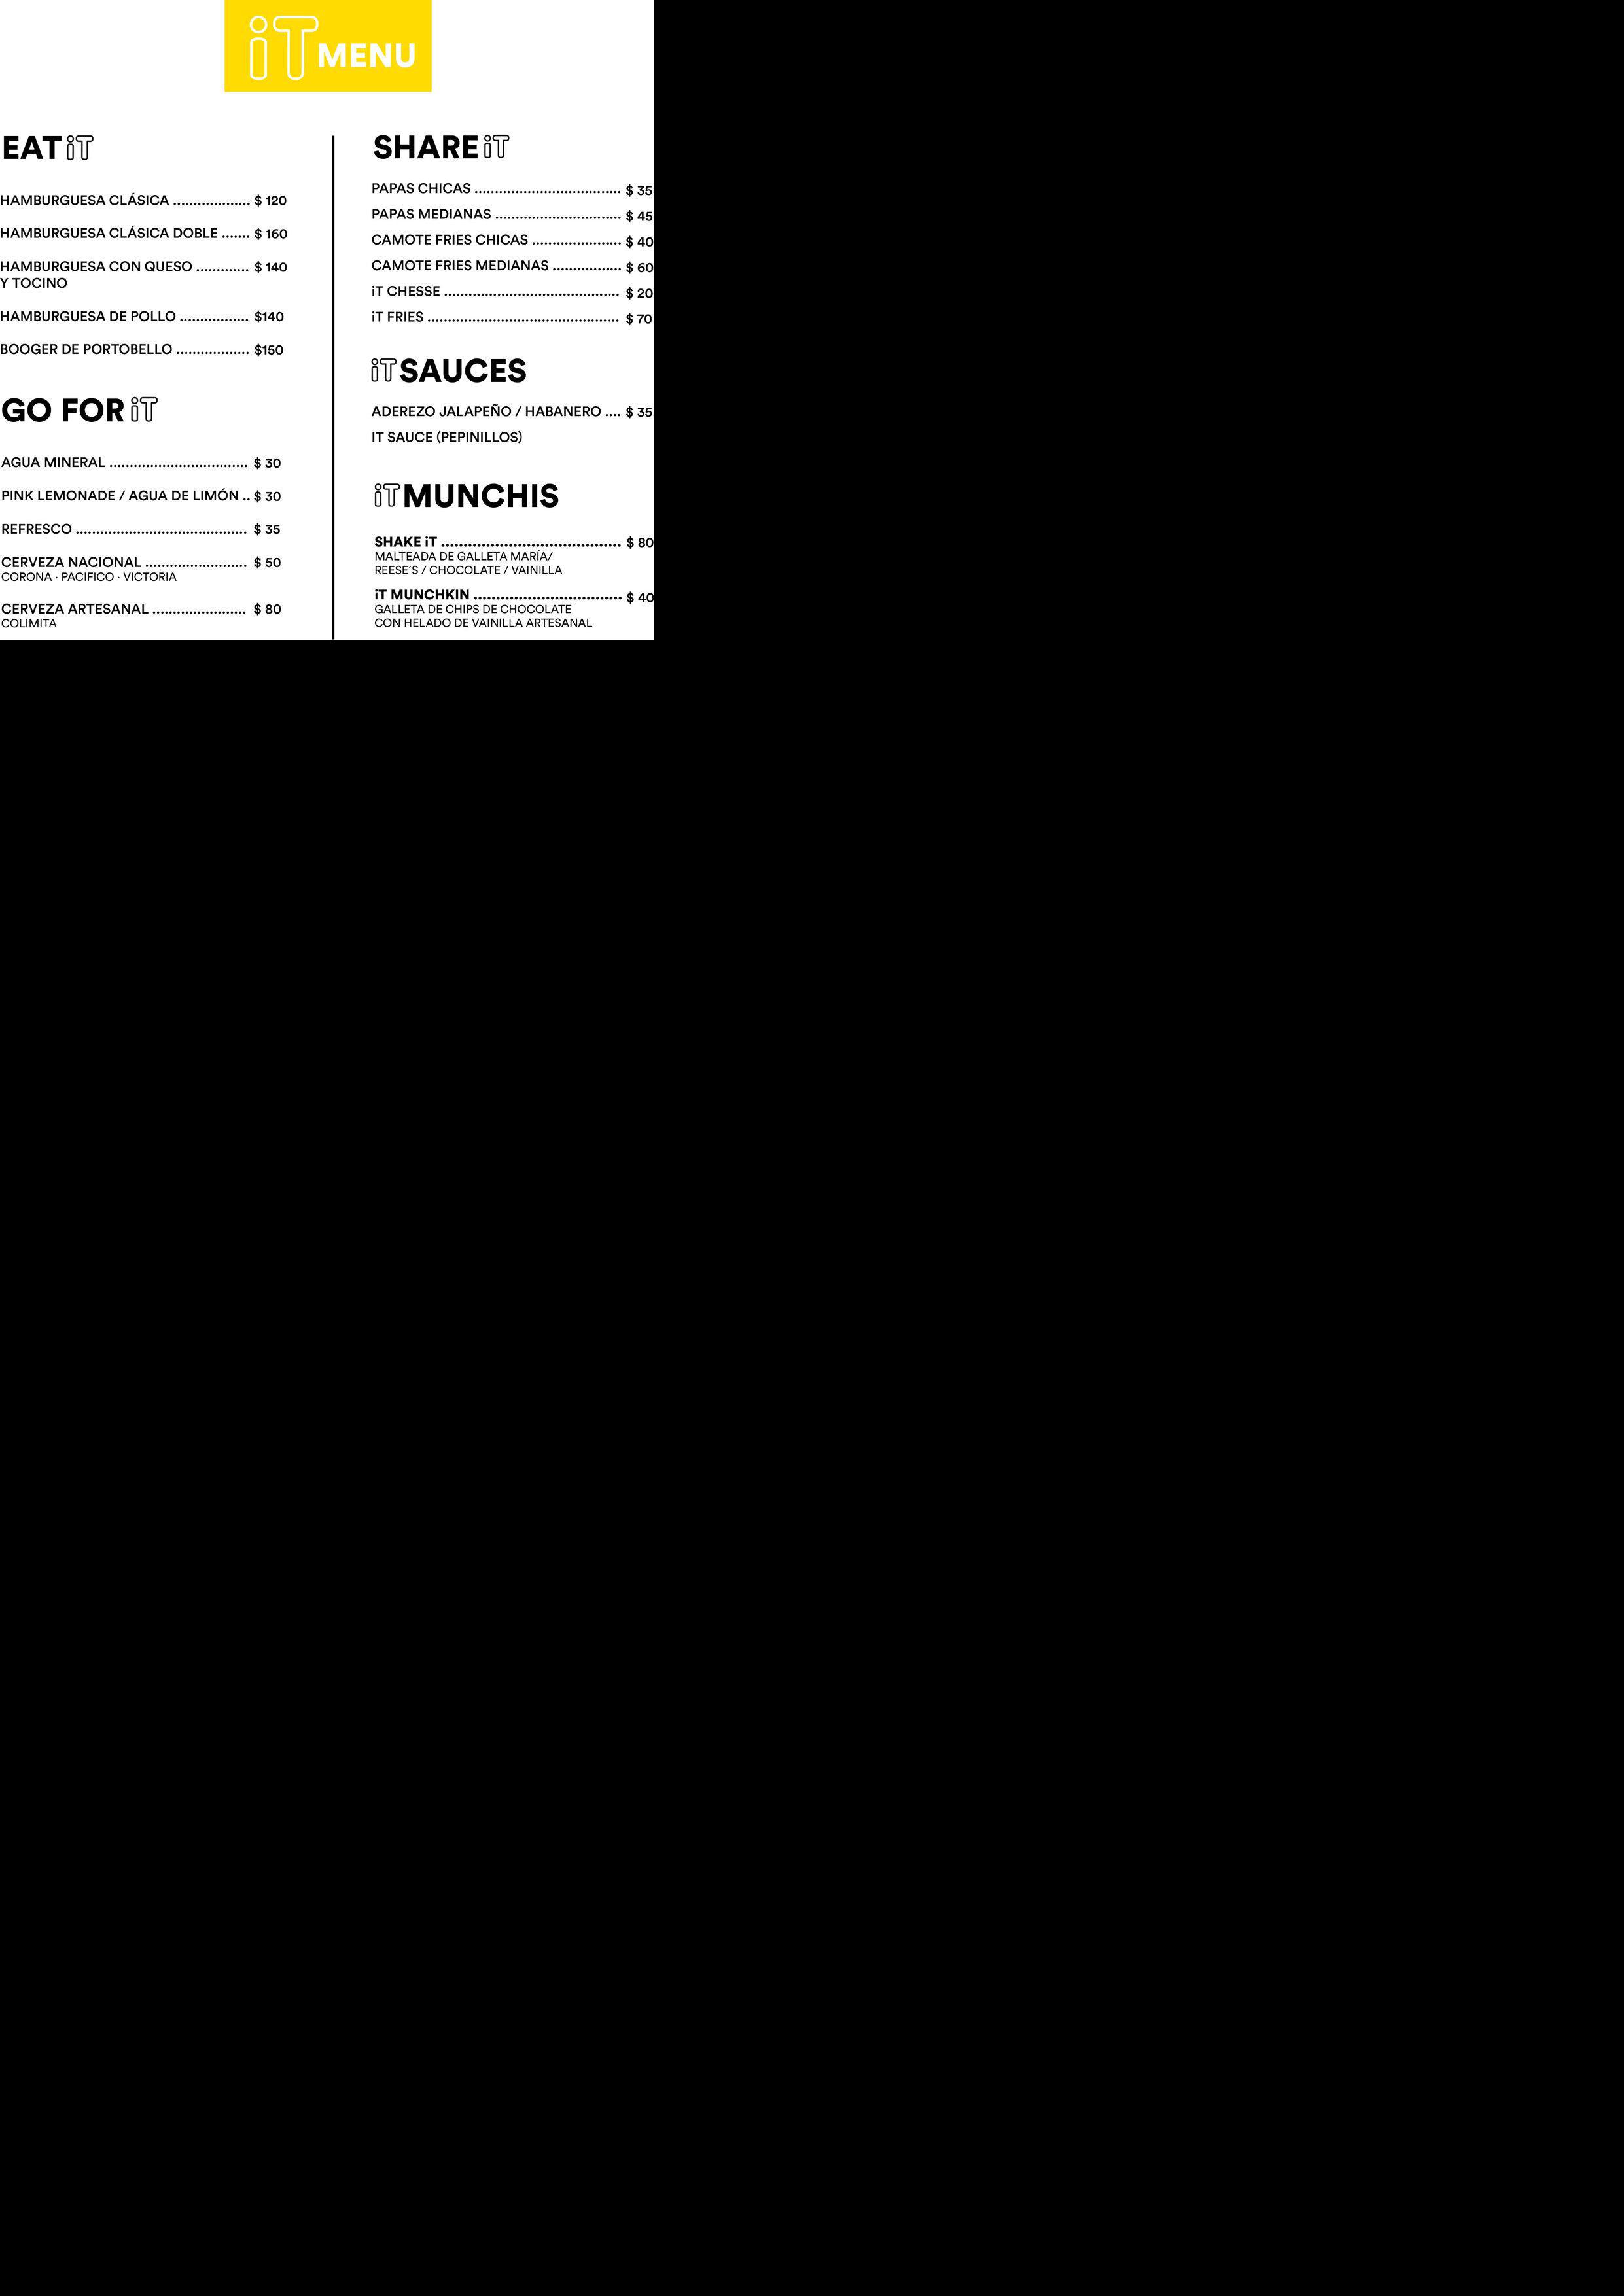 iT MENU
EAT iT
HAMBURGUESA CLÁSICA ................... $ 120
HAMBURGUESA CLÁSICA DOBLE ....... $ 160
HAMBURGUESA CON QUESO ............. $ 140
Y TOCINO
HAMBURGUESA DE POLLO ................. $140
BOOGER DE PORTOBELLO .................. $150
GO FOR iT
AGUA MINERAL .................................. $ 30
PINK LEMONADE / AGUA DE LIMÓN .. $ 30
REFRESCO .......................................... $ 35
CERVEZA NACIONAL ......................... $ 50
CORONA · PACIFICO · VICTORIA
CERVEZA ARTESANAL ....................... $ 80
COLIMITA
SHARE iT
PAPAS CHICAS .................................... $ 35
PAPAS MEDIANAS ............................... $ 45
CAMOTE FRIES CHICAS ...................... $ 40
CAMOTE FRIES MEDIANAS ................. $ 60
iT CHESSE ........................................... $ 20
iT FRIES ............................................... $ 70
iT SAUCES
ADEREZO JALAPEÑO / HABANERO .... $ 35
IT SAUCE (PEPINILLOS)
iT MUNCHIS
SHAKE iT ........................................ $ 80
MALTEADA DE GALLETA MARÍA/
REESE´S / CHOCOLATE / VAINILLA
iT MUNCHKIN ................................. $ 40
GALLETA DE CHIPS DE CHOCOLATE
CON HELADO DE VAINILLA ARTESANAL